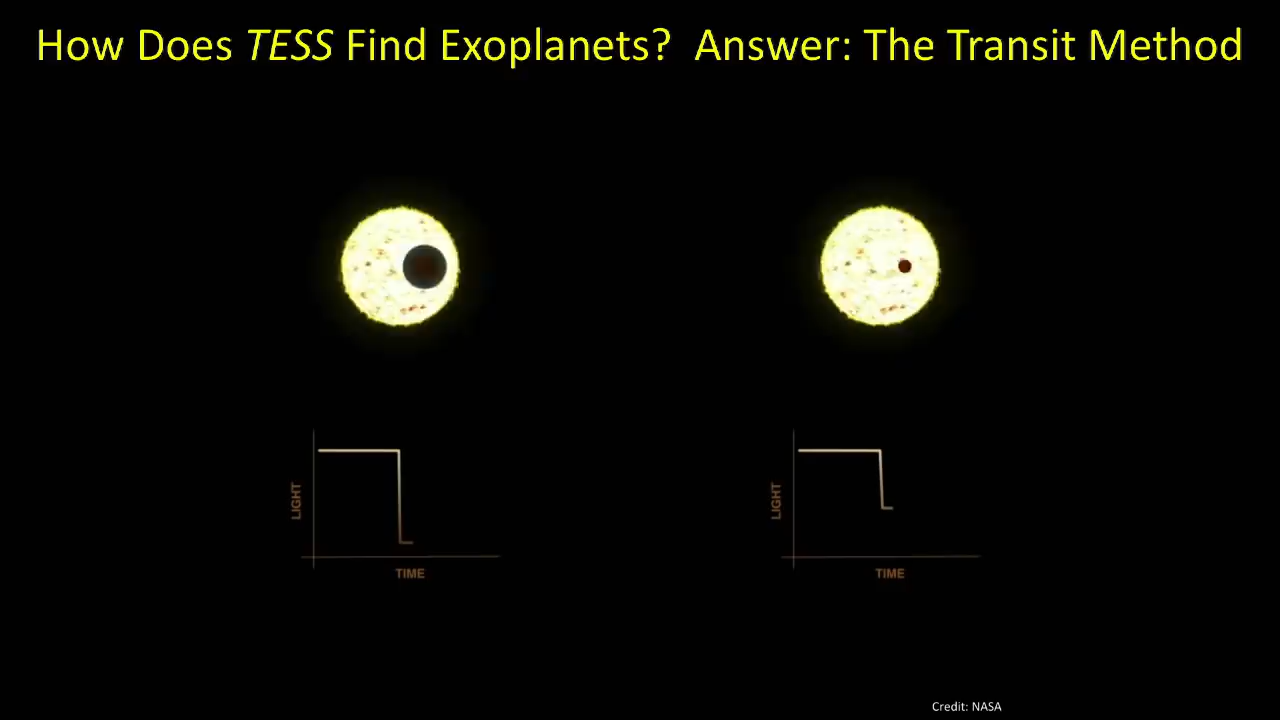 How Does TESS Find Exoplanets?  Answer: The Transit Method
LIGHT
TIME
LIGHT
TIME
Credit: NASA